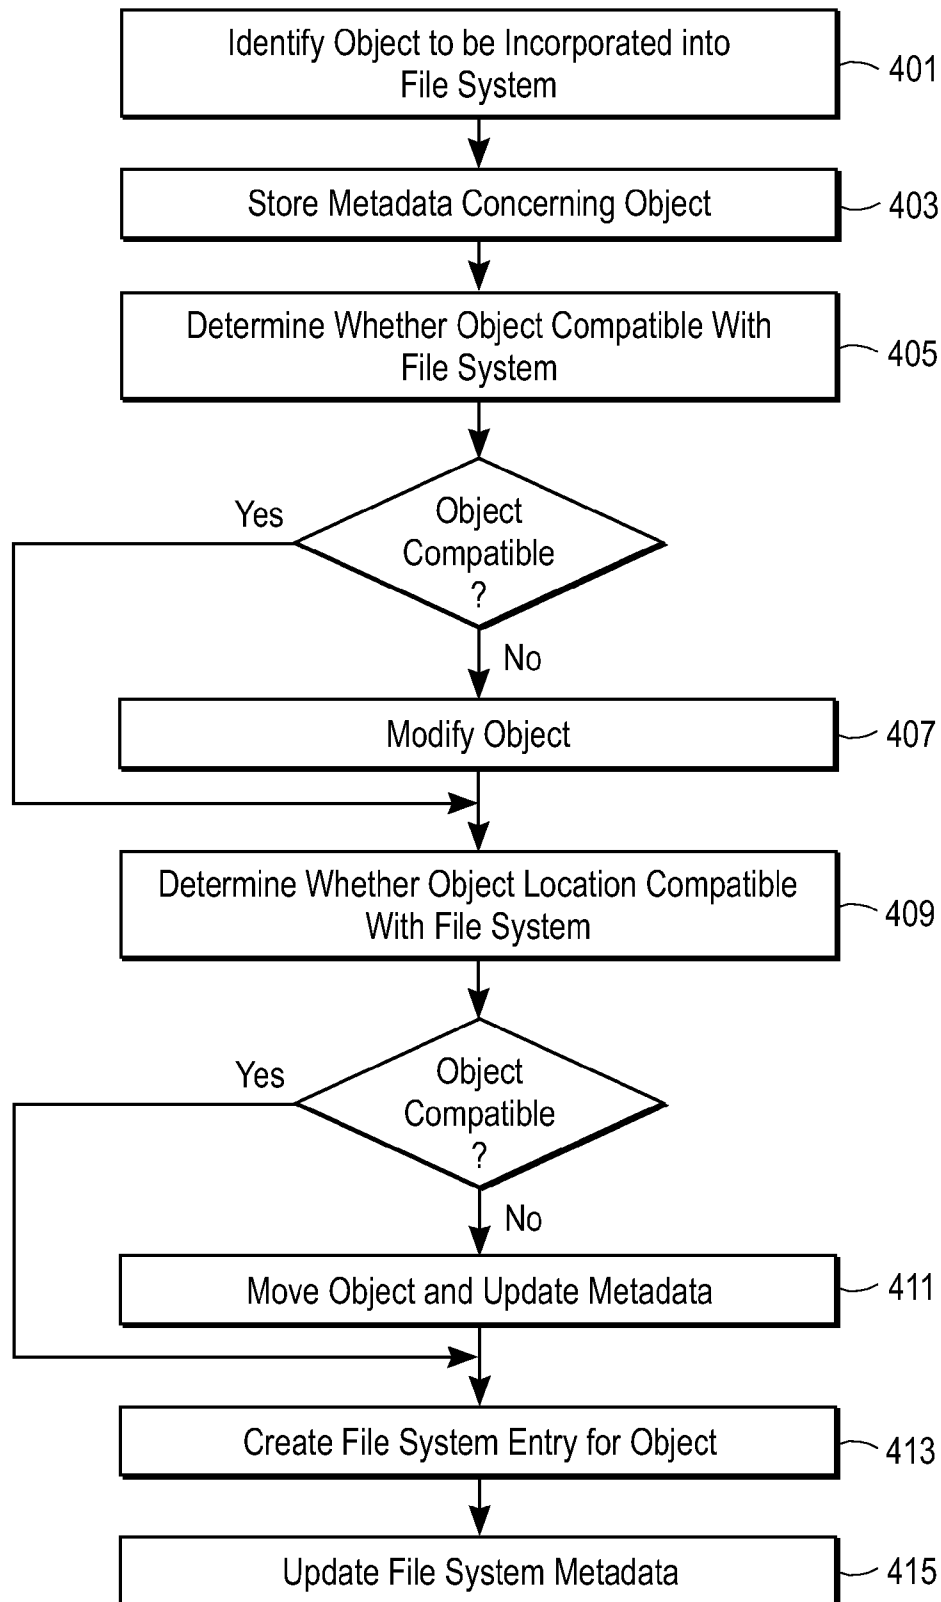 Identify Object to be Incorporated into
File System
401
Store Metadata Concerning Object
403
Determine Whether Object Compatible With
File System
405
Yes
Object
Compatible
?
No
Modify Object
407
Determine Whether Object Location Compatible
With File System
409
Yes
Object
Compatible
?
No
Move Object and Update Metadata
411
Create File System Entry for Object
413
Update File System Metadata
415